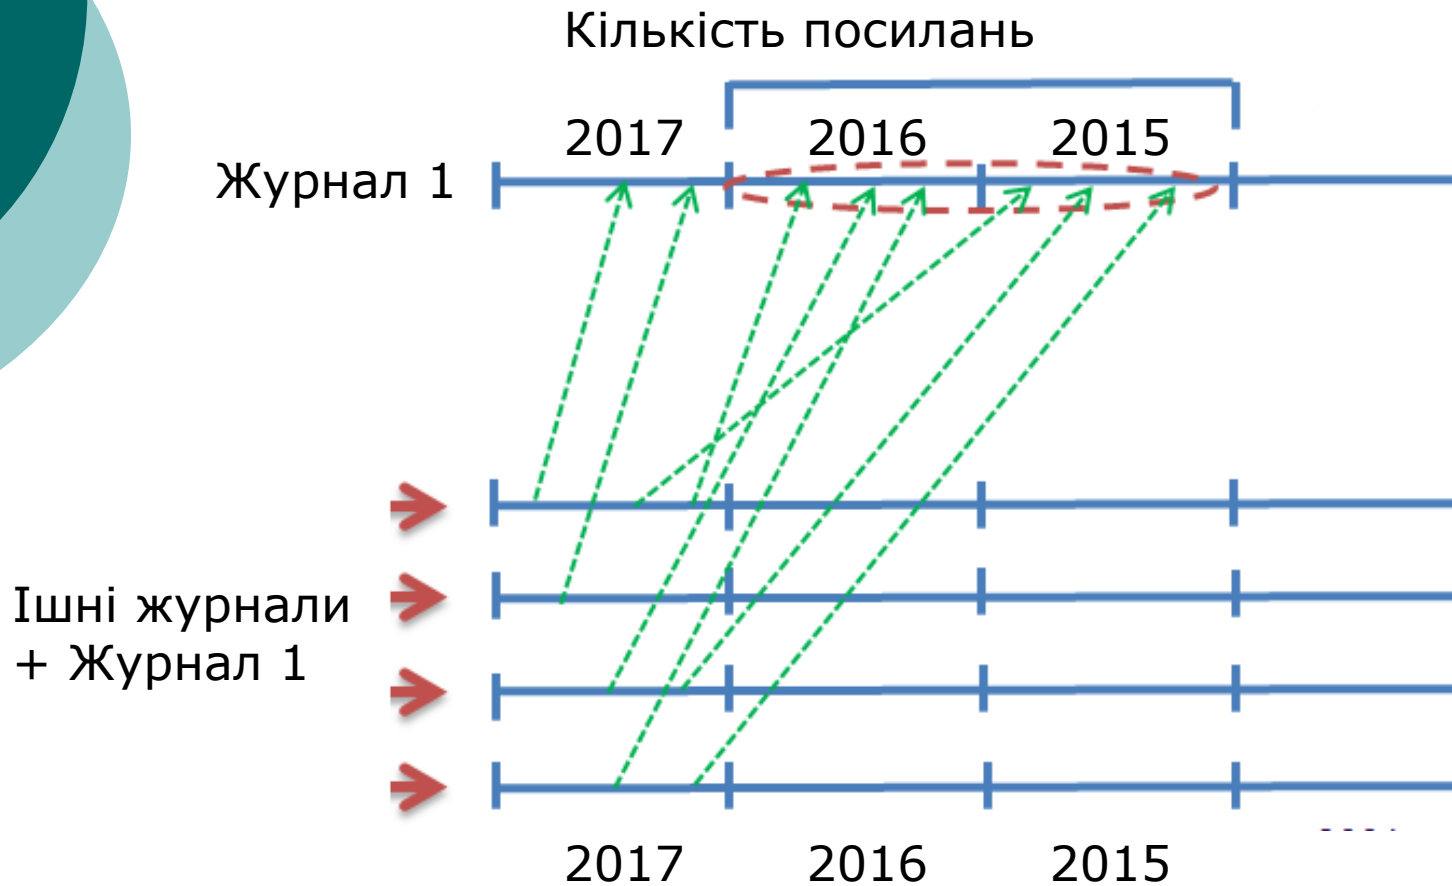 Кількість посилань
2017 2016 2015
Журнал 1
Ішні журнали
+ Журнал 1
2017 2016 2015